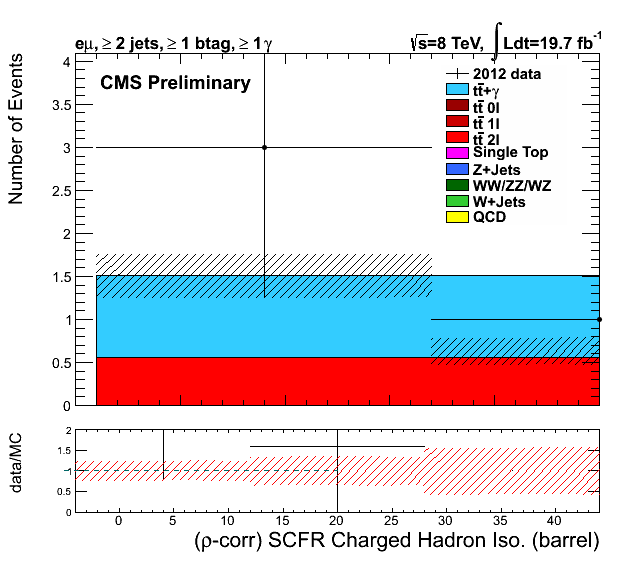 eμ, ≥ 2 jets, ≥ 1 btag, ≥ 1 γ
√s=8 TeV, ∫ Ldt=19.7 fb⁻¹
CMS Preliminary
2012 data
tt̄+γ
tt̄ 0l
tt̄ 1l
tt̄ 2l
Single Top
Z+Jets
WW/ZZ/WZ
W+Jets
QCD
Number of Events
4
3.5
3
2.5
2
1.5
1
0.5
0
data/MC
2
1.5
1
0.5
0
0 5 10 15 20 25 30 35 40
(ρ-corr) SCFR Charged Hadron Iso. (barrel)